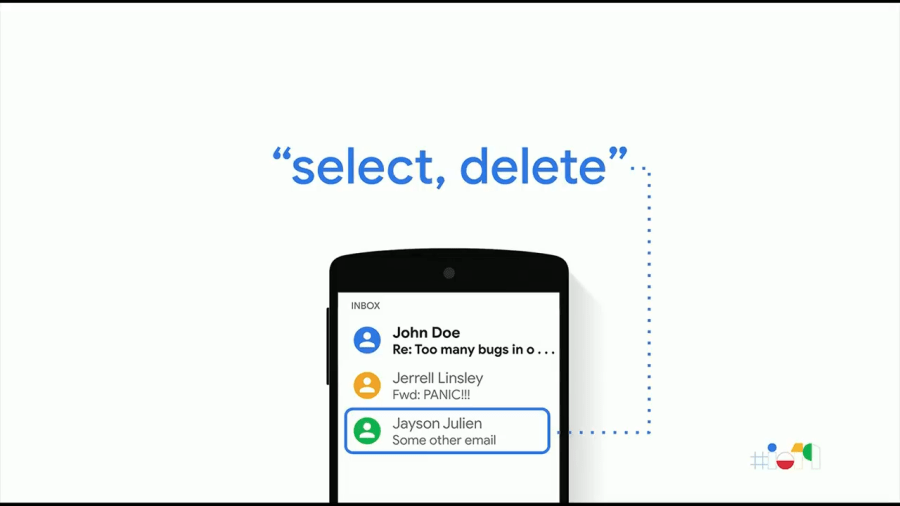 “select, delete”
INBOX
John Doe
Re: Too many bugs in o . . .
Jerrell Linsley
Fwd: PANIC!!!
Jayson Julien
Some other email
#io19